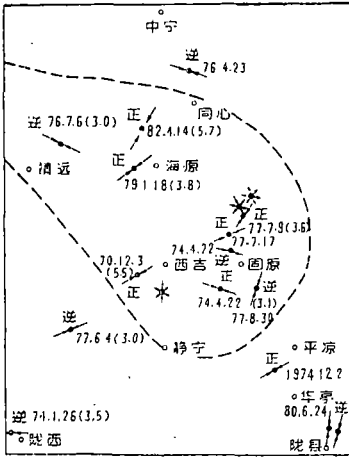 中宁
逆
76.4.23
同心
逆 76.7.6(3.0)
正
82.4.14(5.7)
正
海原
靖远
79.1.18(3.8)
正
77.7.9(3.6)
77.7.17
74.4.22
逆
70.12.3
(5.5)
西吉
固原
正
正
74.4.22
逆
(3.1)
77.8.30
逆
77.6.4(3.0)
静宁
平凉
正
1974.12.2
华亭
80.6.24
逆
逆 74.1.26(3.5)
陇西
陇县